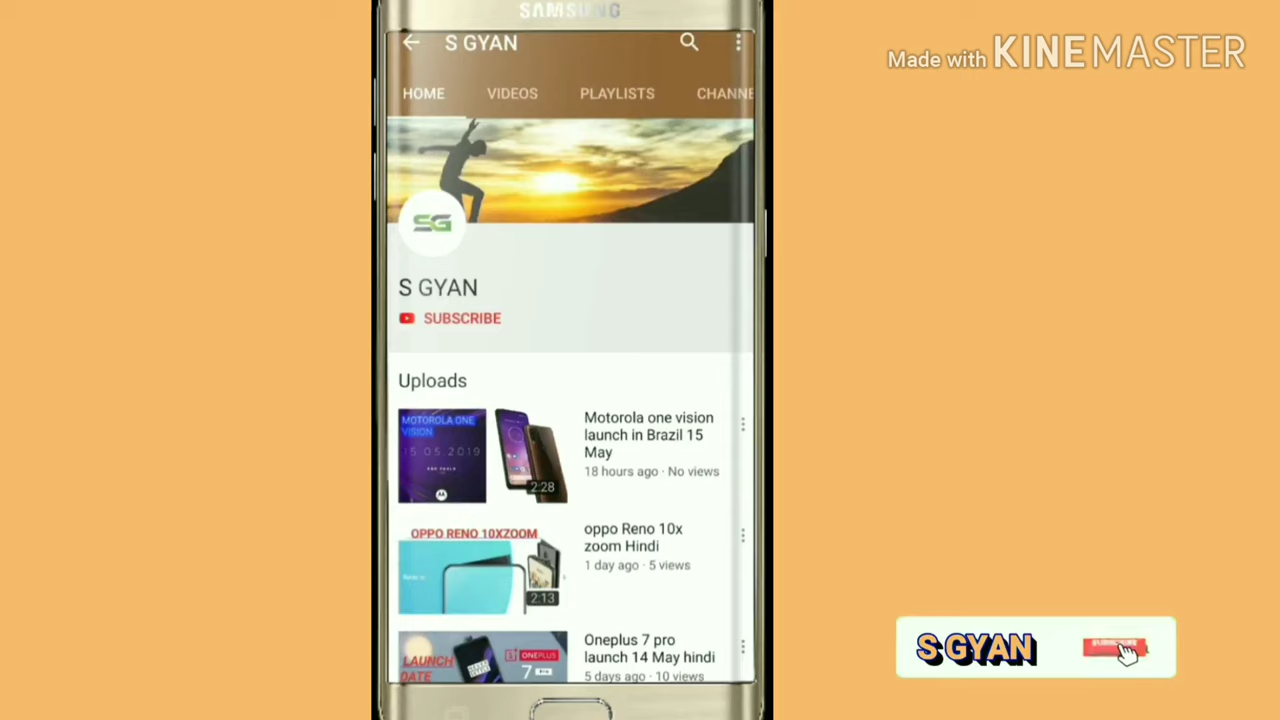 SAMSUNG
Made with KINEMASTER
S GYAN
HOME VIDEOS PLAYLISTS CHANNE
SG
S GYAN
SUBSCRIBE
Uploads
MOTOROLA ONE
VISION
15 05 2019
2:28
Motorola one vision
launch in Brazil 15
May
18 hours ago · No views
OPPO RENO 10XZOOM
2:13
oppo Reno 10x
zoom Hindi
1 day ago · 5 views
LAUNCH
DATE
ONEPLUS
7
Oneplus 7 pro
launch 14 May hindi
5 days ago · 10 views
S GYAN
SUBSCRIBE